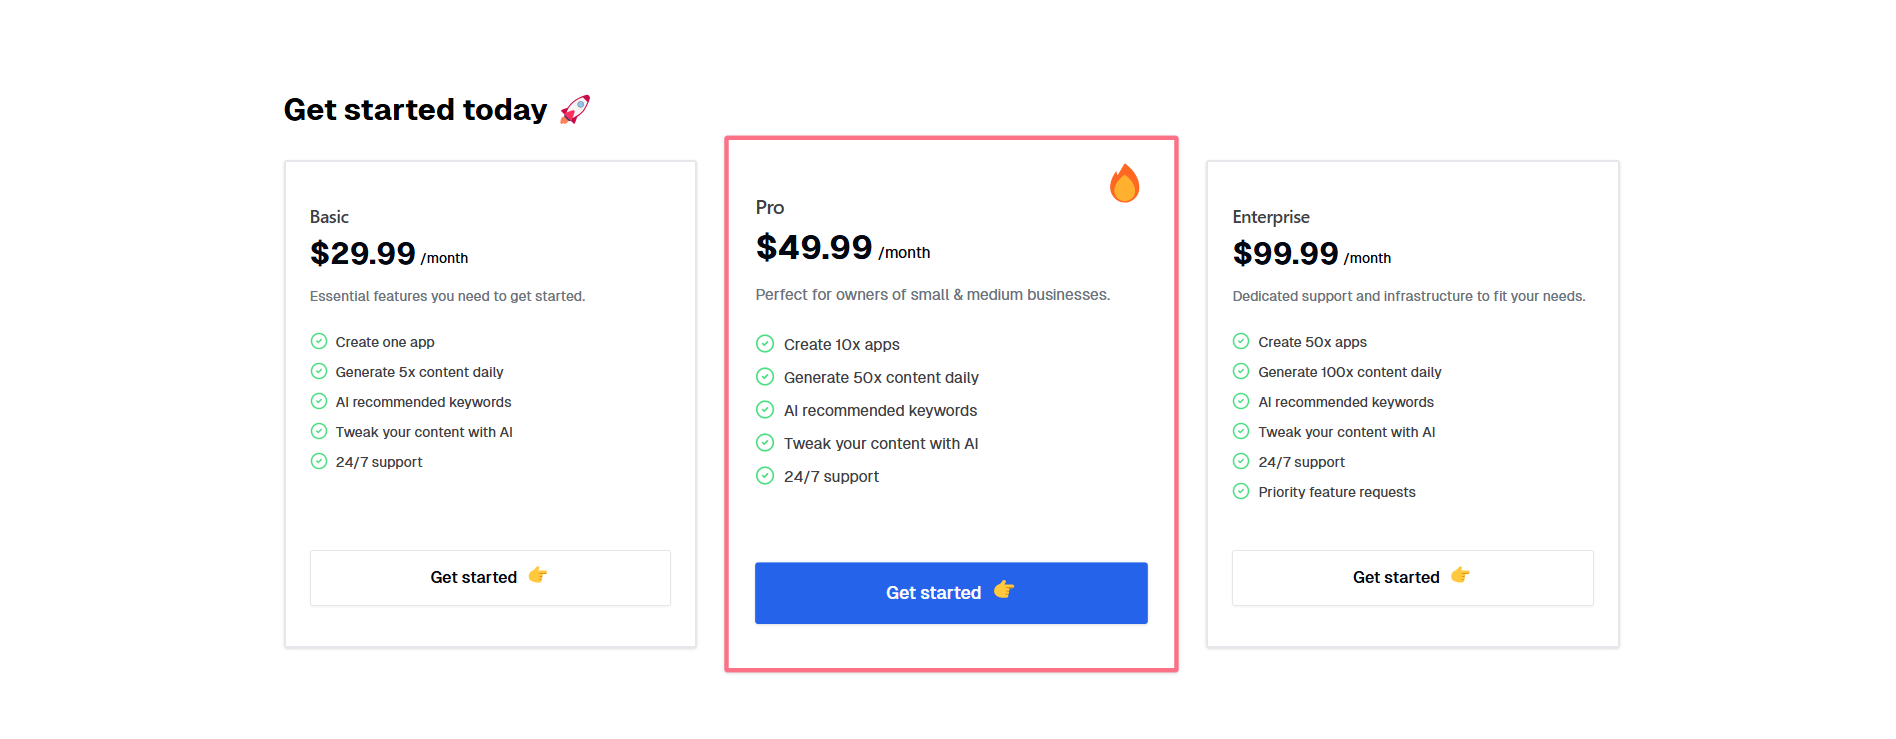 Get started today 🚀
Basic
$29.99 /month
Essential features you need to get started.
Create one app
Generate 5x content daily
AI recommended keywords
Tweak your content with AI
24/7 support
Get started 👉
Pro
$49.99 /month
Perfect for owners of small & medium businesses.
Create 10x apps
Generate 50x content daily
AI recommended keywords
Tweak your content with AI
24/7 support
Get started 👉
Enterprise
$99.99 /month
Dedicated support and infrastructure to fit your needs.
Create 50x apps
Generate 100x content daily
AI recommended keywords
Tweak your content with AI
24/7 support
Priority feature requests
Get started 👉